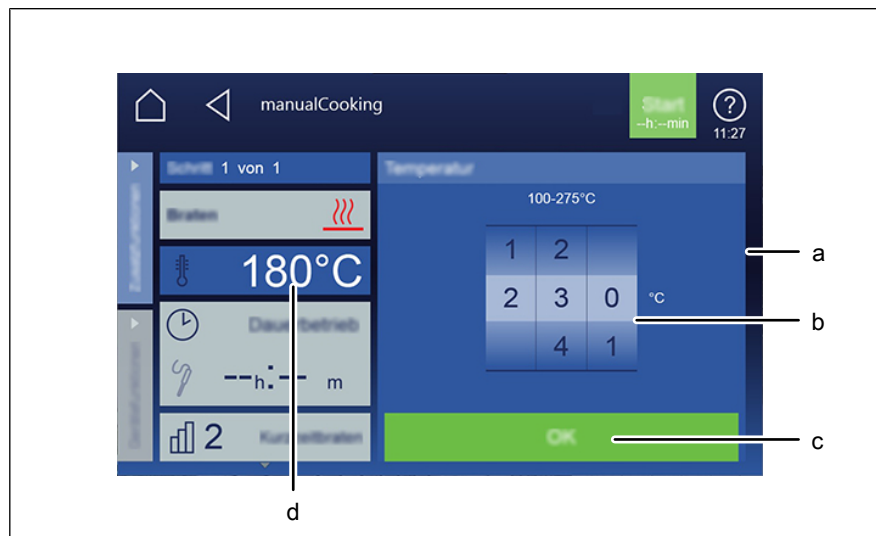 manualCooking
Start
--h:--min
11:27
Schritt 1 von 1
Temperatur
Braten
100-275°C
180°C
1 2
2 3 0 °C
4 1
Dauerbetrieb
--h:-- m
2 Kurzzeitbraten
OK
a
b
c
d